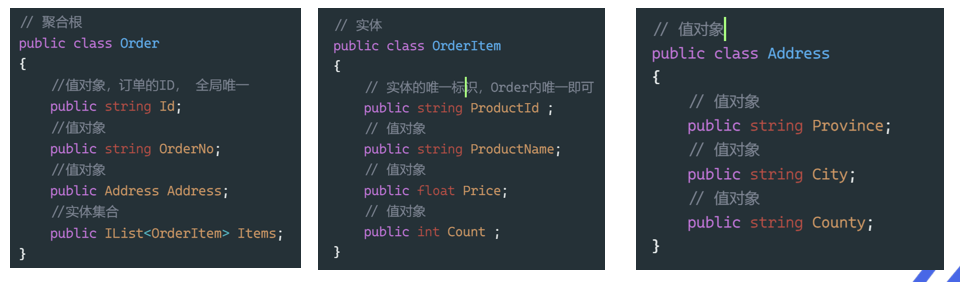 // 聚合根
public class Order
{
//值对象，订单的ID， 全局唯一
public string Id;
//值对象
public string OrderNo;
//值对象
public Address Address;
//实体集合
public IList<OrderItem> Items;
}
// 实体
public class OrderItem
{
// 实体的唯一标识，Order内唯一即可
public string ProductId ;
// 值对象
public string ProductName;
// 值对象
public float Price;
// 值对象
public int Count ;
}
// 值对象
public class Address
{
// 值对象
public string Province;
// 值对象
public string City;
// 值对象
public string County;
}